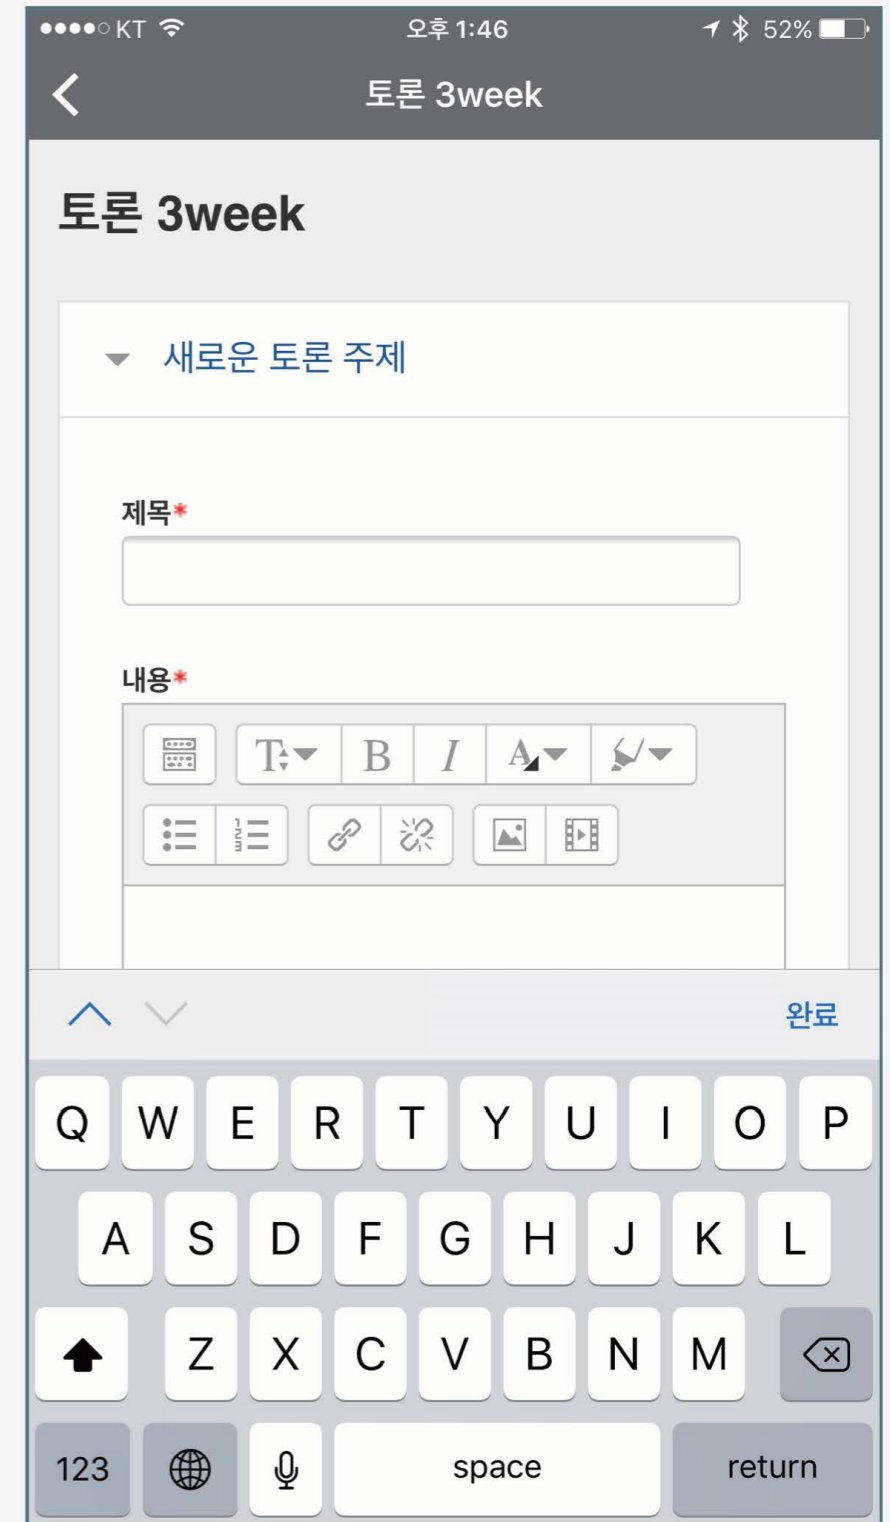 KT 오후 1:46 52%
토론 3week
토론 3week
새로운 토론 주제
제목*
내용*
T B I A
완료
Q W E R T Y U I O P
A S D F G H J K L
Z X C V B N M
123 space return